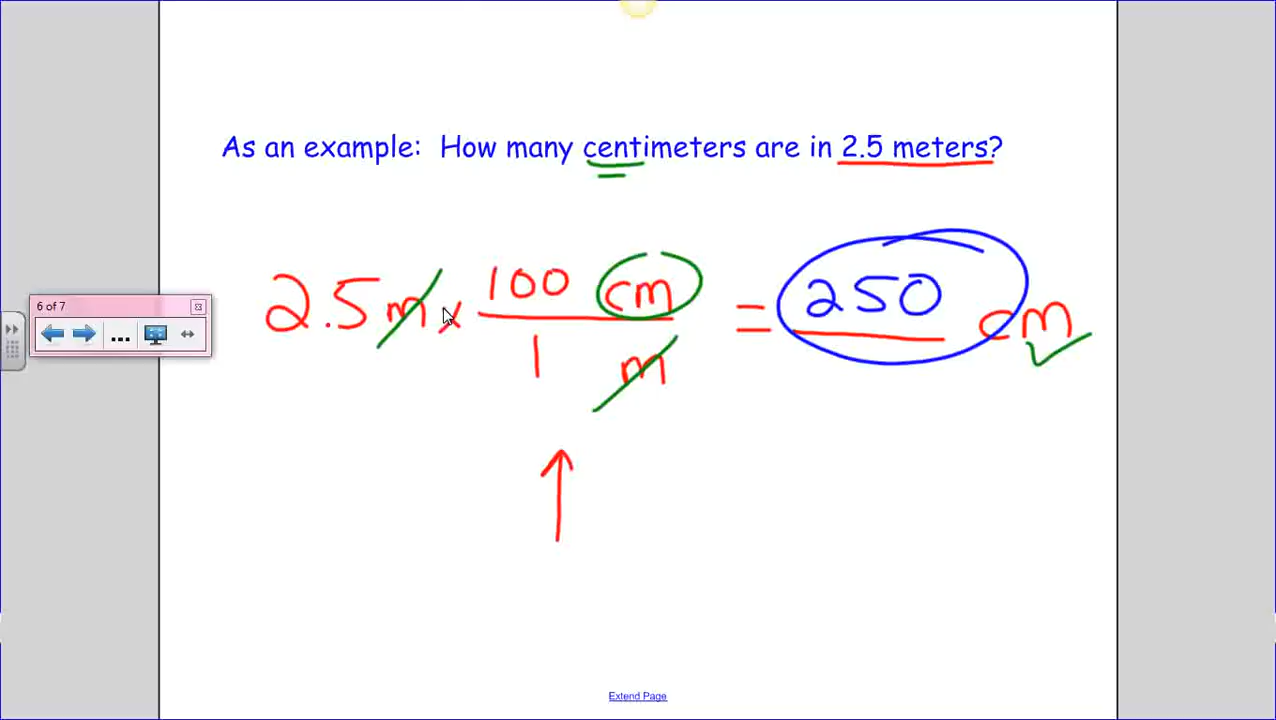 As an example: How many centimeters are in 2.5 meters?
6 of 7
2.5 m x 100 cm = 250 cm
1 m
Extend Page